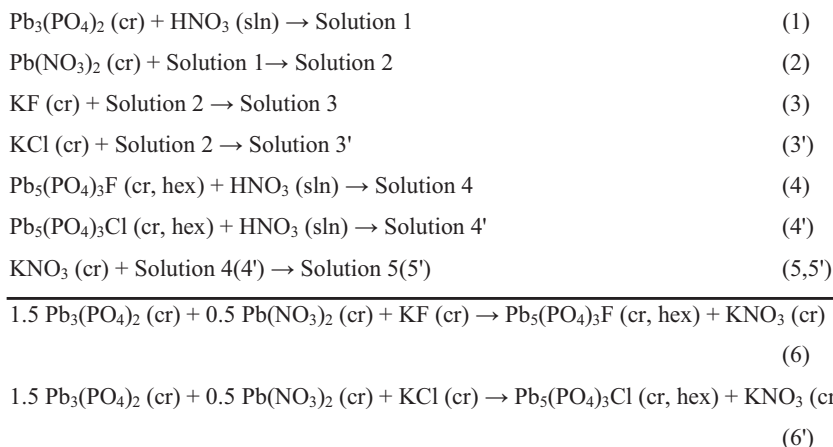 Pb₃(PO₄)₂ (cr) + HNO₃ (sln) → Solution 1 (1)
Pb(NO₃)₂ (cr) + Solution 1→ Solution 2 (2)
KF (cr) + Solution 2 → Solution 3 (3)
KCl (cr) + Solution 2 → Solution 3' (3')
Pb₅(PO₄)₃F (cr, hex) + HNO₃ (sln) → Solution 4 (4)
Pb₅(PO₄)₃Cl (cr, hex) + HNO₃ (sln) → Solution 4' (4')
KNO₃ (cr) + Solution 4(4') → Solution 5(5') (5,5')
1.5 Pb₃(PO₄)₂ (cr) + 0.5 Pb(NO₃)₂ (cr) + KF (cr) → Pb₅(PO₄)₃F (cr, hex) + KNO₃ (cr)
(6)
1.5 Pb₃(PO₄)₂ (cr) + 0.5 Pb(NO₃)₂ (cr) + KCl (cr) → Pb₅(PO₄)₃Cl (cr, hex) + KNO₃ (cr
(6')